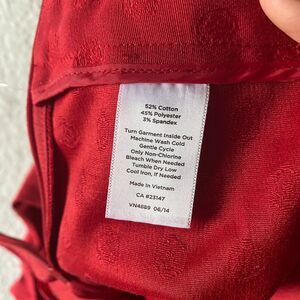 52% Cotton
45% Polyester
3% Spandex
Turn Garment Inside Out
Machine Wash Cold
Gentle Cycle
Only Non-Chlorine
Bleach When Needed
Tumble Dry Low
Cool Iron, If Needed
Made In Vietnam
CA #23147
VN4889 06/14